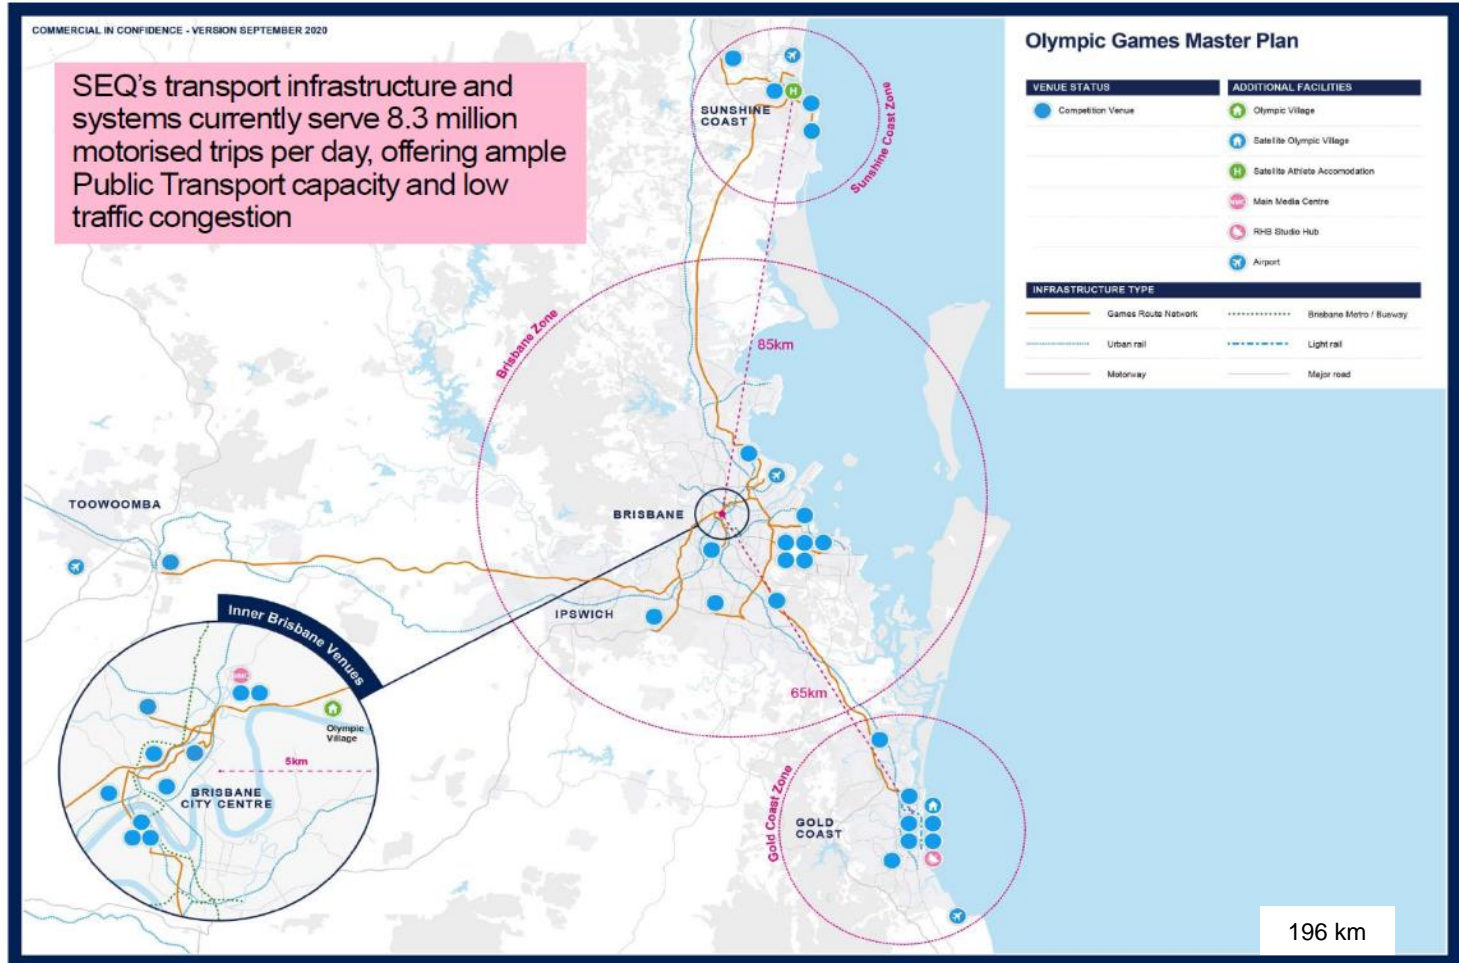 COMMERCIAL IN CONFIDENCE - VERSION SEPTEMBER 2020
SEQ's transport infrastructure and
systems currently serve 8.3 million
motorised trips per day, offering ample
Public Transport capacity and low
traffic congestion
Olympic Games Master Plan
VENUE STATUS
Competition Venue
ADDITIONAL FACILITIES
Olympic Village
Satellite Olympic Village
H
Satellite Athlete Accomodation
MMC
Main Media Centre
RHB Studio Hub
Airport
INFRASTRUCTURE TYPE
Games Route Network
Brisbane Metro / Busway
Urban rail
Light rail
Motorway
Major road
H
SUNSHINE
COAST
Sunshine Coast Zone
Brisbane Zone
85km
TOOWOOMBA
BRISBANE
IPSWICH
65km
Gold Coast Zone
GOLD
COAST
Inner Brisbane Venues
MMC
Olympic
Village
5km
BRISBANE
CITY CENTRE
196 km